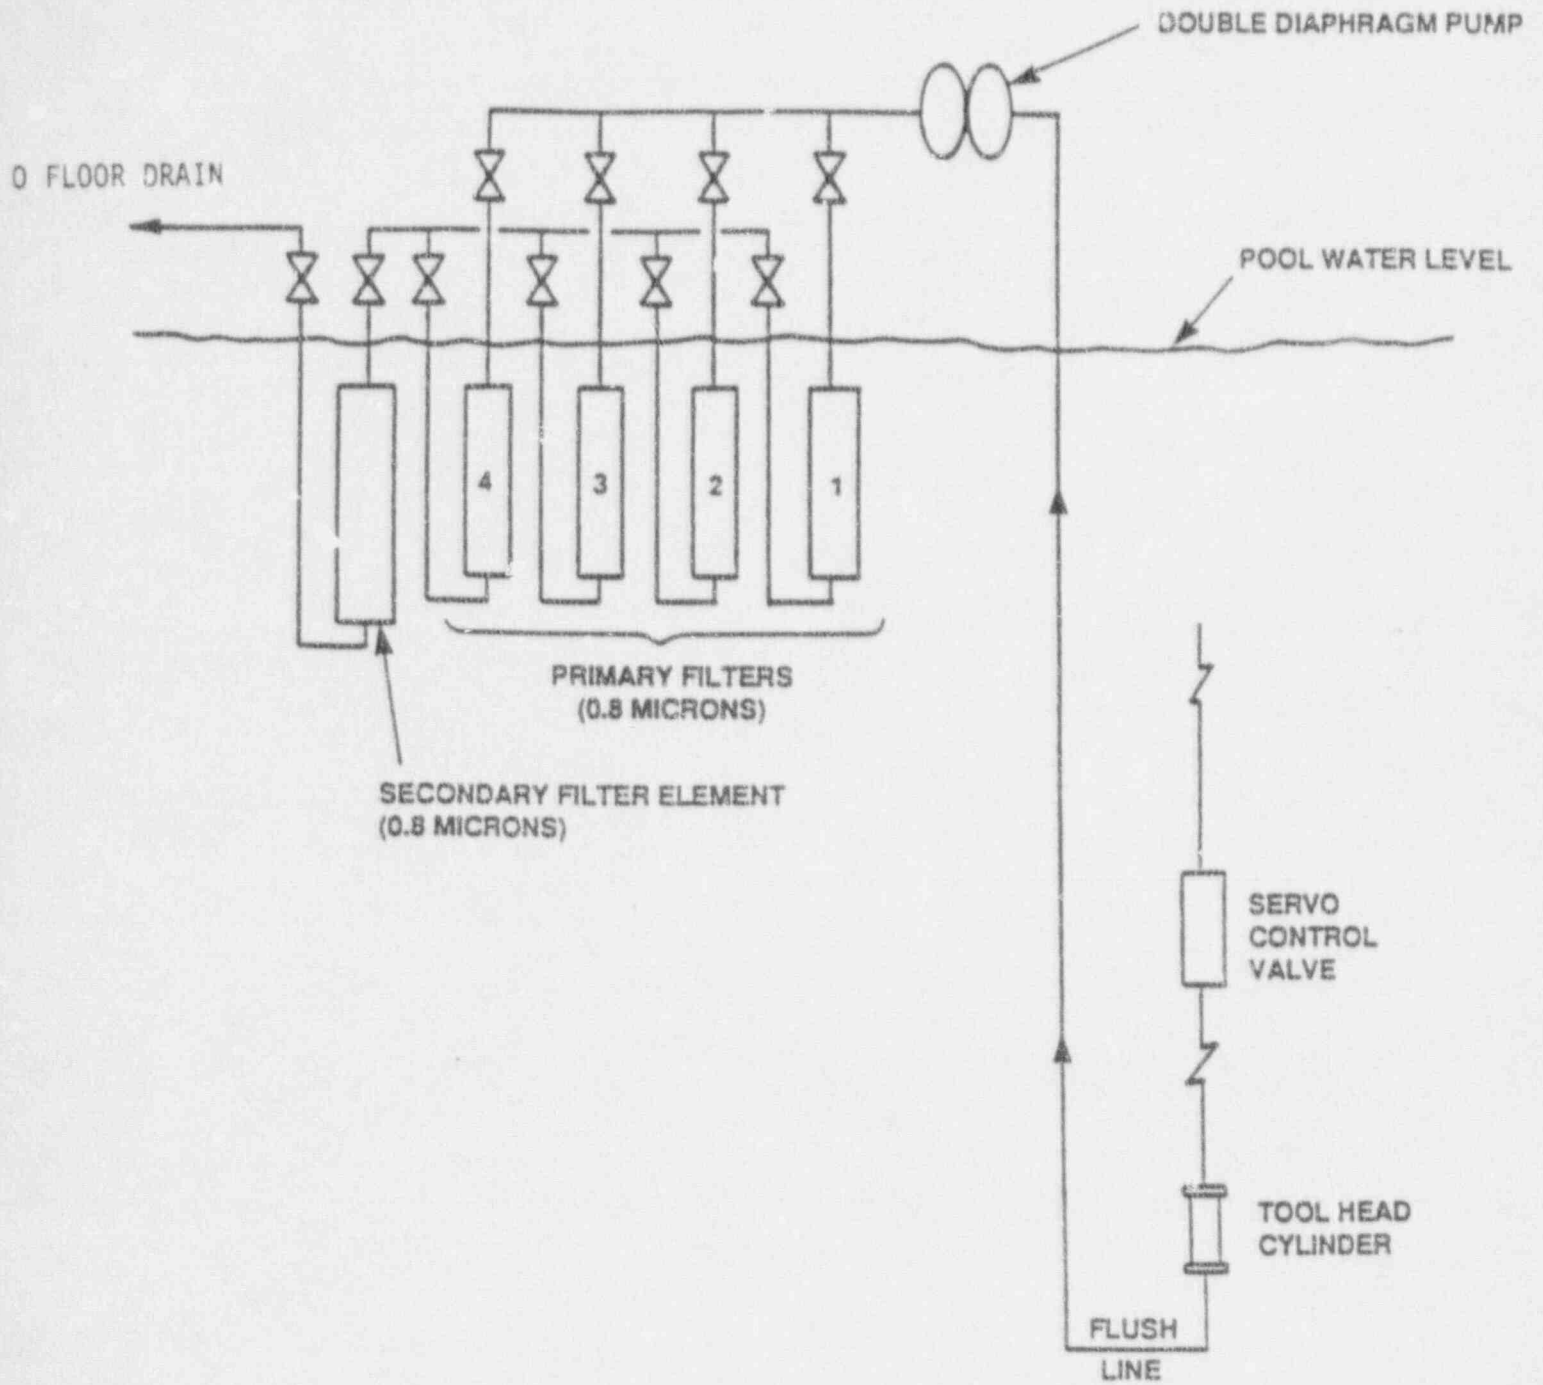 DOUBLE DIAPHRAGM PUMP
O FLOOR DRAIN
POOL WATER LEVEL
4
3
2
1
PRIMARY FILTERS
(0.8 MICRONS)
SECONDARY FILTER ELEMENT
(0.8 MICRONS)
SERVO
CONTROL
VALVE
TOOL HEAD
CYLINDER
FLUSH
LINE